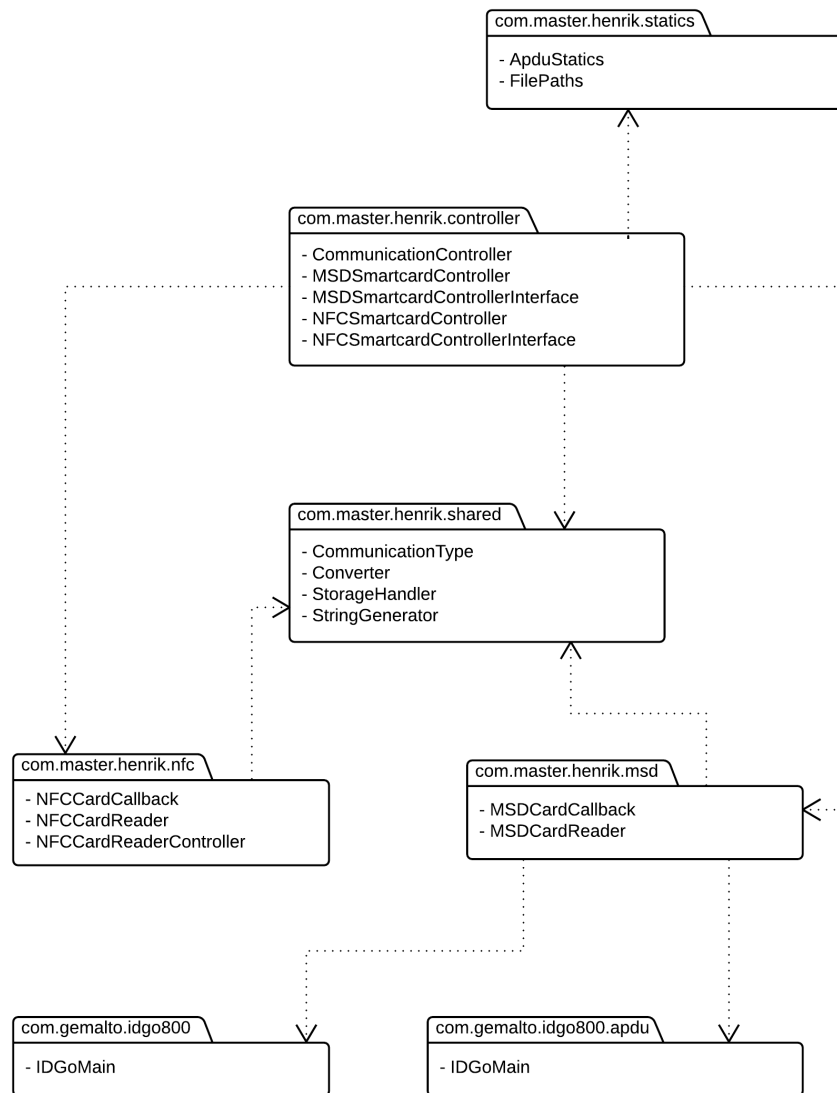 com.master.henrik.statics
- ApduStatics
- FilePaths
com.master.henrik.controller
- CommunicationController
- MSDSmartcardController
- MSDSmartcardControllerInterface
- NFCSmartcardController
- NFCSmartcardControllerInterface
com.master.henrik.shared
- CommunicationType
- Converter
- StorageHandler
- StringGenerator
com.master.henrik.nfc
- NFCCardCallback
- NFCCardReader
- NFCCardReaderController
com.master.henrik.msd
- MSDCardCallback
- MSDCardReader
com.gemalto.idgo800
- IDGoMain
com.gemalto.idgo800.apdu
- IDGoMain